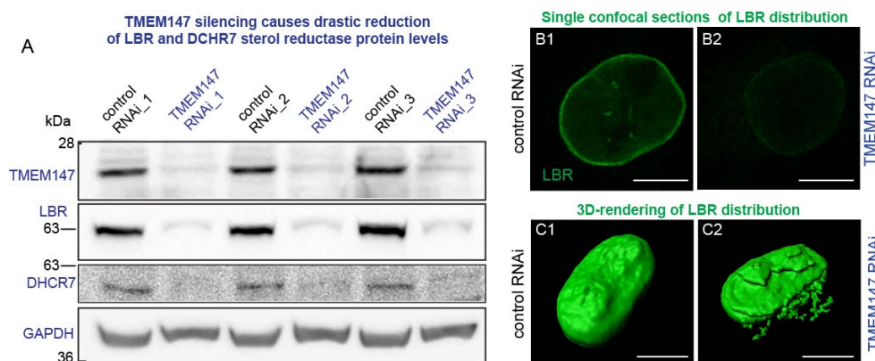 TMEM147 silencing causes drastic reduction
of LBR and DCHR7 sterol reductase protein levels
A
control
RNAi_1
TMEM147
RNAi_1
control
RNAi_2
TMEM147
RNAi_2
control
RNAi_3
TMEM147
RNAi_3
kDa
28
TMEM147
LBR
63
63
DHCR7
GAPDH
36
Single confocal sections of LBR distribution
control RNAi
B1
LBR
B2
TMEM147 RNAi
3D-rendering of LBR distribution
control RNAi
C1
C2
TMEM147 RNAi